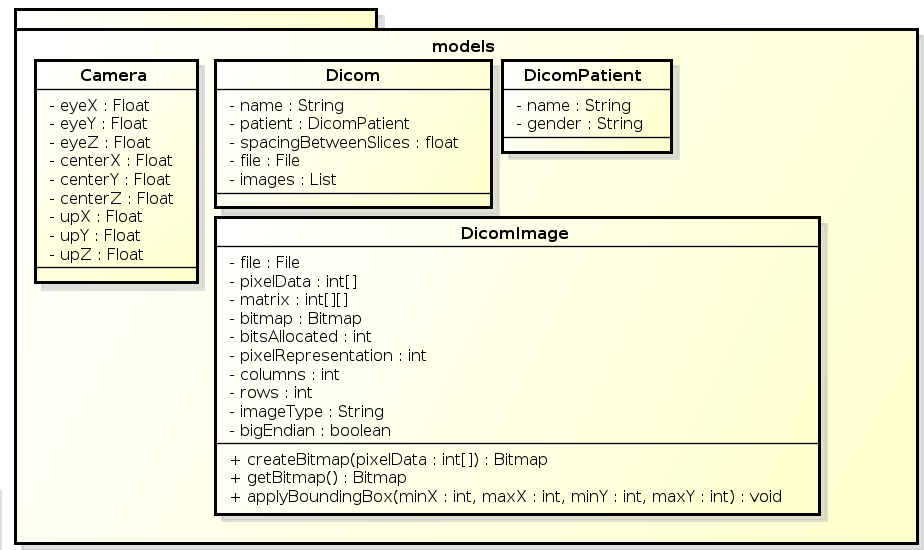 models
Camera
- eyeX : Float
- eyeY : Float
- eyeZ : Float
- centerX : Float
- centerY : Float
- centerZ : Float
- upX : Float
- upY : Float
- upZ : Float
Dicom
- name : String
- patient : DicomPatient
- spacingBetweenSlices : float
- file : File
- images : List
DicomPatient
- name : String
- gender : String
DicomImage
- file : File
- pixelData : int[]
- matrix : int[][]
- bitmap : Bitmap
- bitsAllocated : int
- pixelRepresentation : int
- columns : int
- rows : int
- imageType : String
- bigEndian : boolean
+ createBitmap(pixelData : int[]) : Bitmap
+ getBitmap() : Bitmap
+ applyBoundingBox(minX : int, maxX : int, minY : int, maxY : int) : void